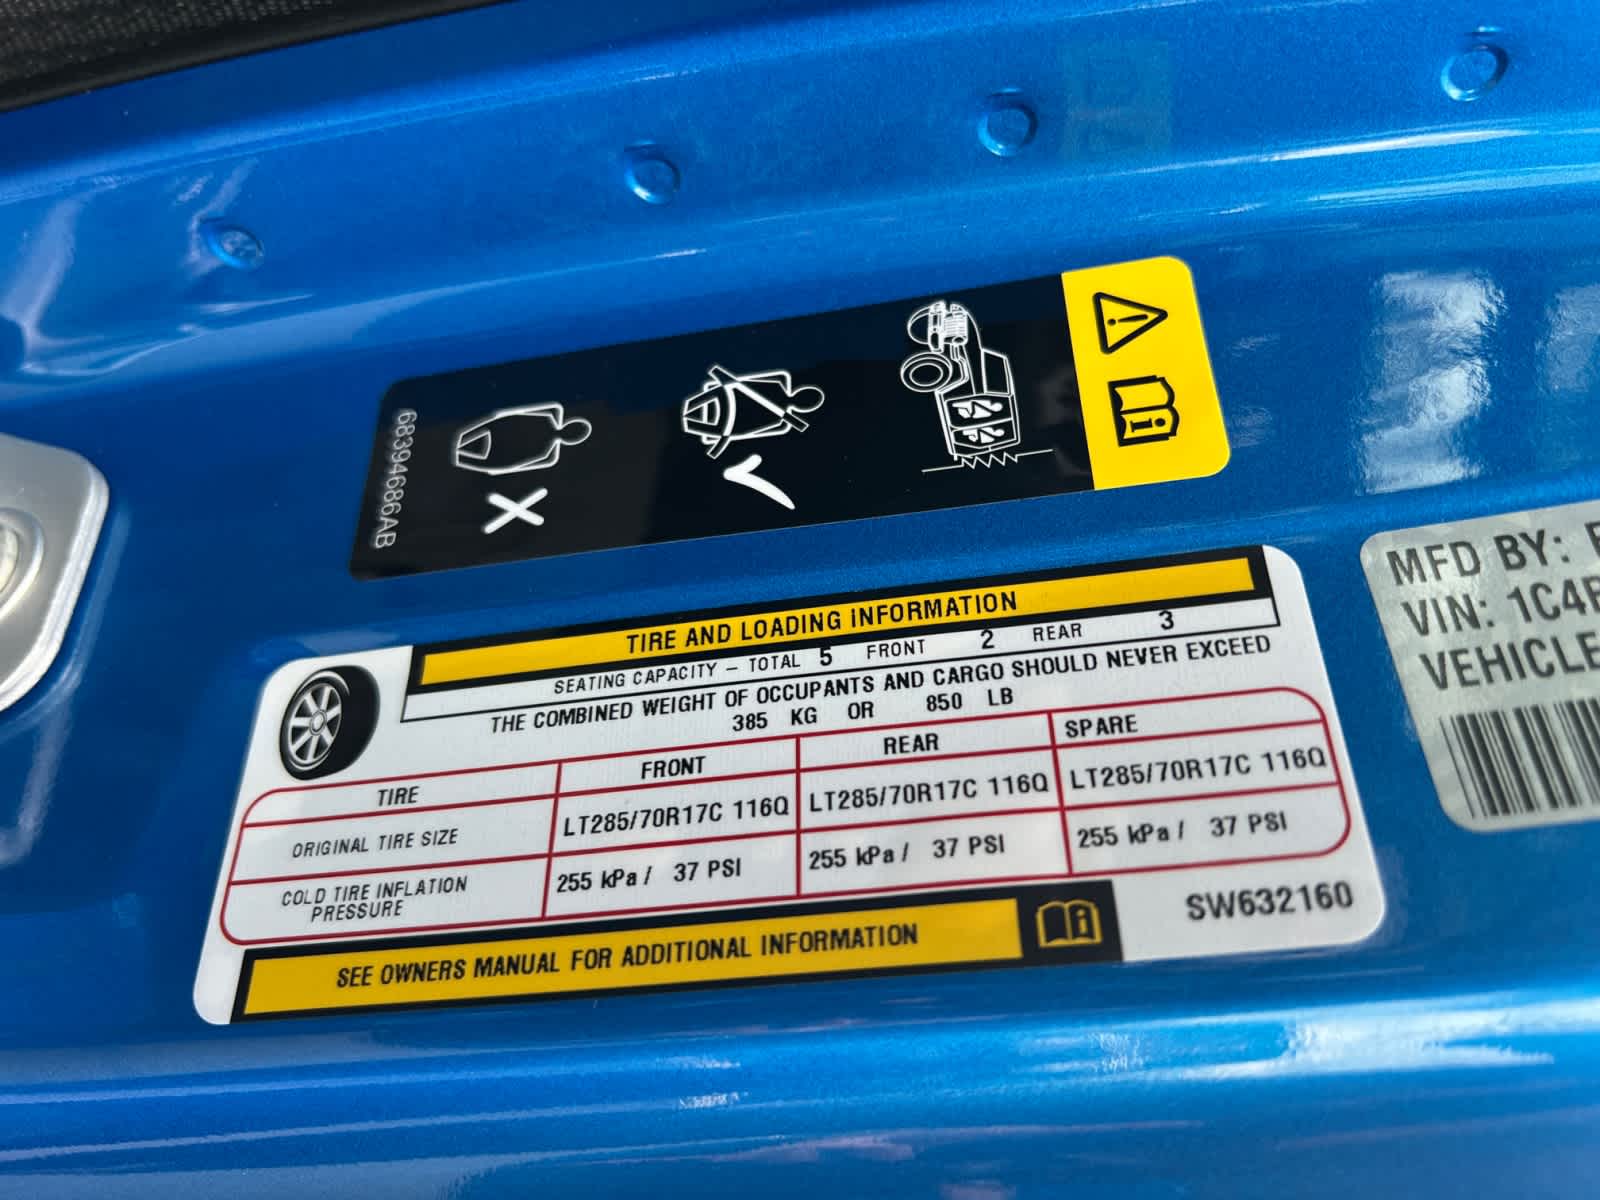 68394686AB
TIRE AND LOADING INFORMATION
SEATING CAPACITY – TOTAL 5 FRONT 2 REAR 3
THE COMBINED WEIGHT OF OCCUPANTS AND CARGO SHOULD NEVER EXCEED
385 KG OR 850 LB
TIRE FRONT REAR SPARE
ORIGINAL TIRE SIZE LT285/70R17C 116Q LT285/70R17C 116Q LT285/70R17C 116Q
COLD TIRE INFLATION
PRESSURE 255 kPa / 37 PSI 255 kPa / 37 PSI 255 kPa / 37 PSI
SEE OWNERS MANUAL FOR ADDITIONAL INFORMATION
SW632160
MFD BY:
VIN: 1C4
VEHICLE